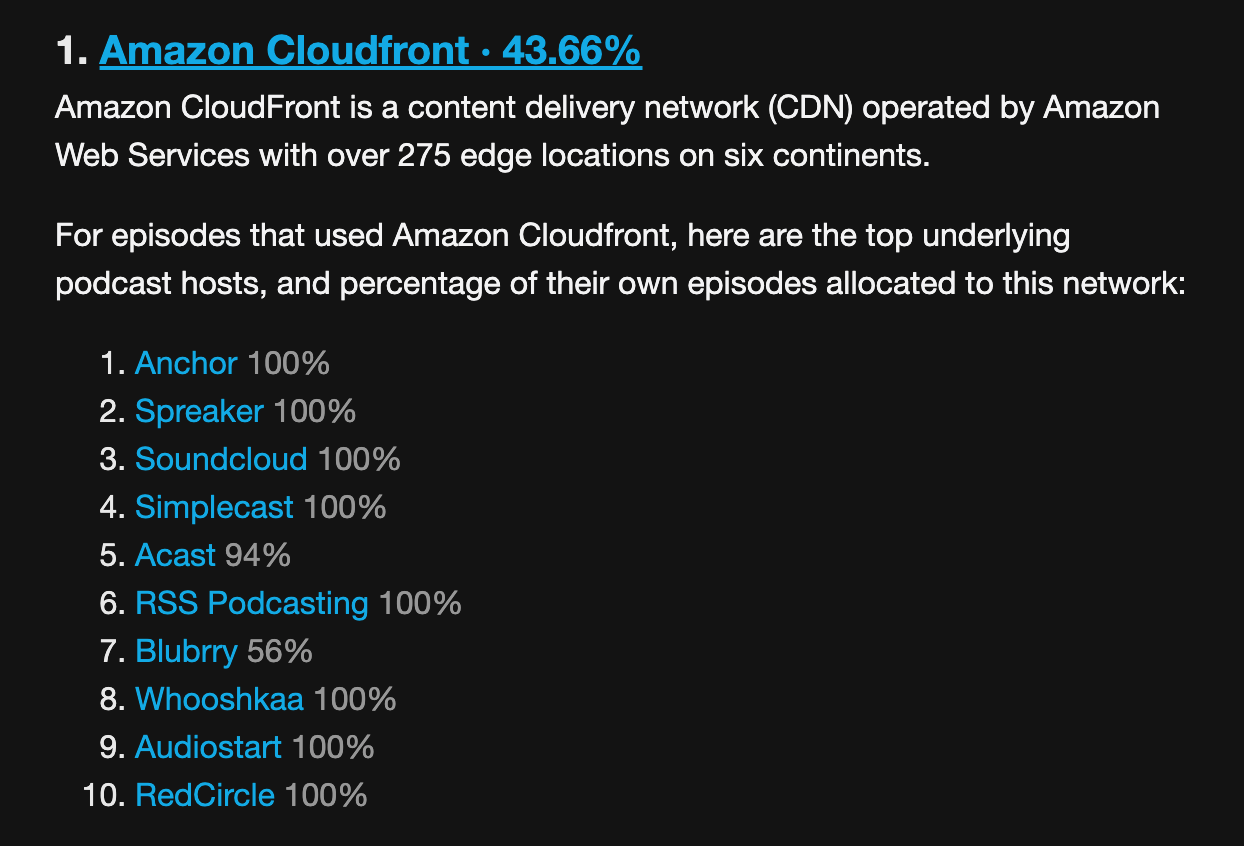 1. Amazon Cloudfront · 43.66%
Amazon CloudFront is a content delivery network (CDN) operated by Amazon
Web Services with over 275 edge locations on six continents.
For episodes that used Amazon Cloudfront, here are the top underlying
podcast hosts, and percentage of their own episodes allocated to this network:
1. Anchor 100%
2. Spreaker 100%
3. Soundcloud 100%
4. Simplecast 100%
5. Acast 94%
6. RSS Podcasting 100%
7. Blubrry 56%
8. Whooshkaa 100%
9. Audiostart 100%
10. RedCircle 100%